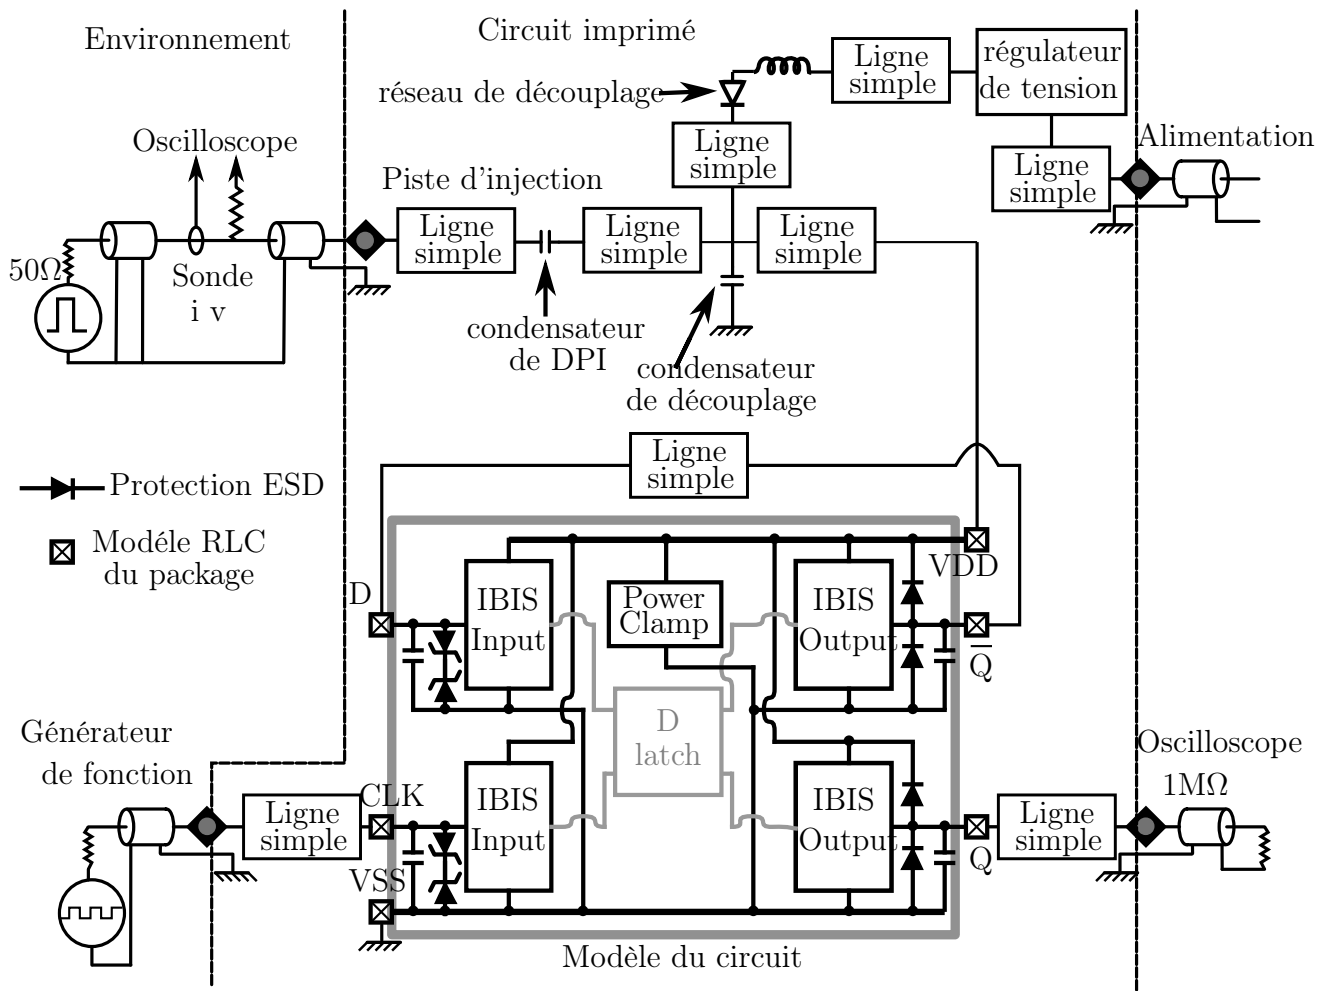 Environnement
Circuit imprimé
Ligne
simple
régulateur
de tension
réseau de découplage
Oscilloscope
Ligne
simple
Alimentation
Ligne
simple
Piste d'injection
Ligne
simple
Ligne
simple
Ligne
simple
50Ω
Sonde
i v
condensateur
de DPI
condensateur
de découplage
Ligne
simple
Protection ESD
Modéle RLC
du package
D
IBIS
Input
Power
Clamp
IBIS
Output
VDD
Q
D
latch
Générateur
de fonction
Ligne
simple
CLK
VSS
IBIS
Input
IBIS
Output
Q
Ligne
simple
Oscilloscope
1MΩ
Modèle du circuit